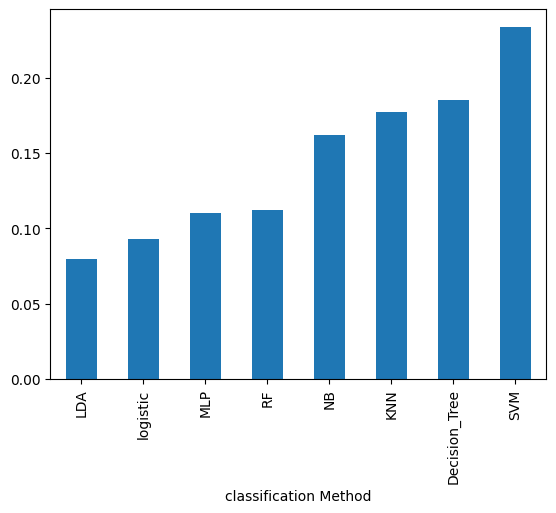 0.20
0.15
0.10
0.05
0.00
LDA
logistic
MLP
RF
NB
KNN
Decision_Tree
SVM
classification Method